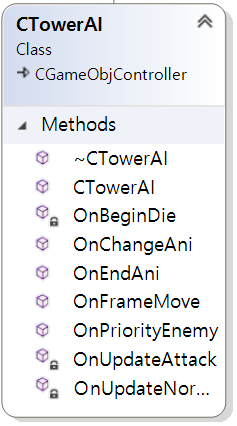 CTowerAI
Class
CGameObjController
Methods
~CTowerAI
CTowerAI
OnBeginDie
OnChangeAni
OnEndAni
OnFrameMove
OnPriorityEnemy
OnUpdateAttack
OnUpdateNor...